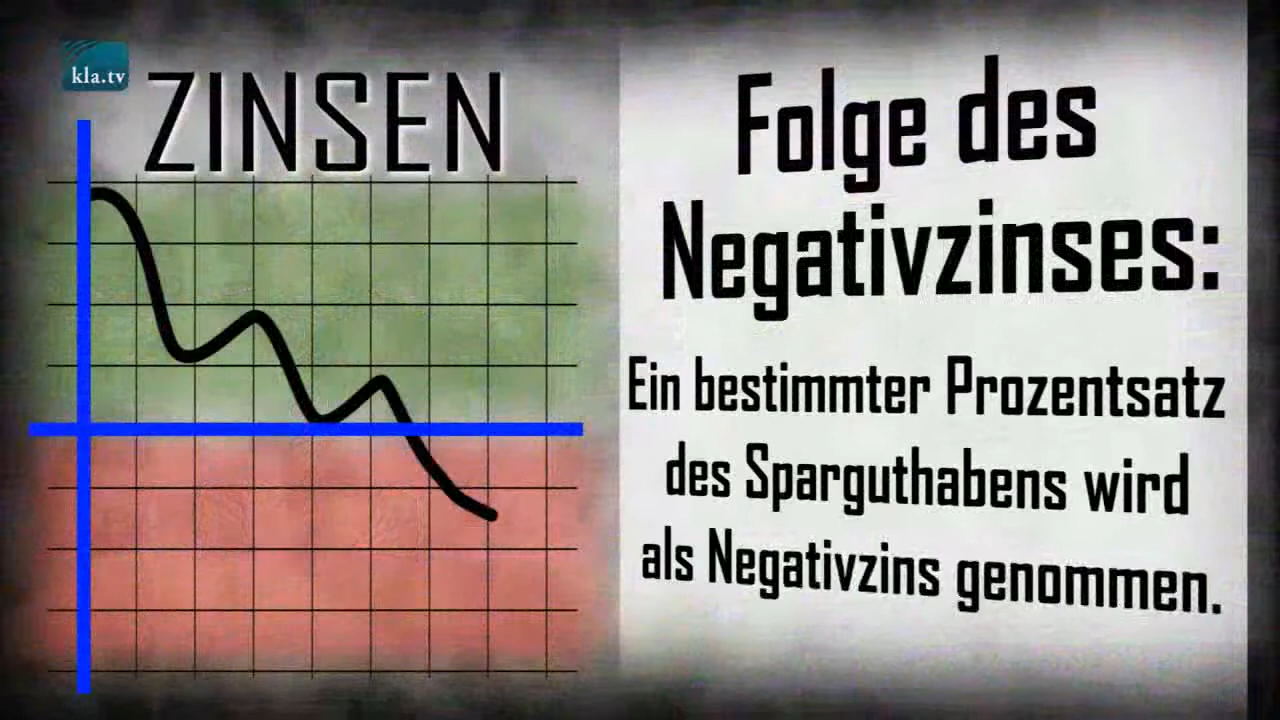 kla.tv
ZINSEN
Folge des
Negativzinses:
Ein bestimmter Prozentsatz
des Sparguthabens wird
als Negativzins genommen.